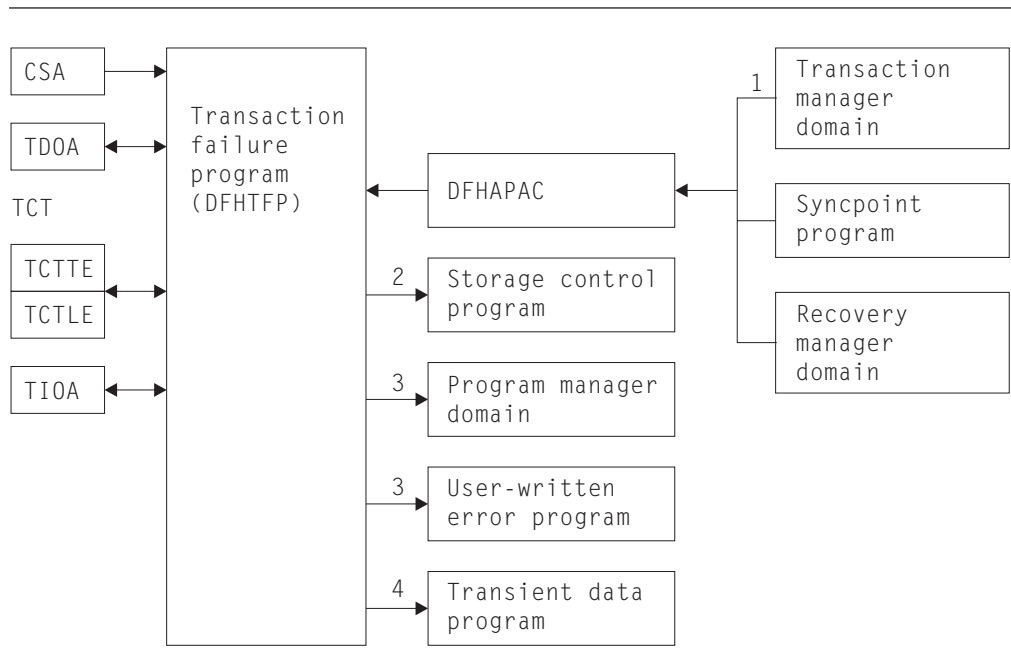 CSA
TDOA
TCT
TCTTE
TCTLE
TIOA
Transaction
failure
program
(DFHTFP)
DFHAPAC
2
Storage control
program
3
Program manager
domain
3
User-written
error program
4
Transient data
program
1
Transaction
manager
domain
Syncpoint
program
Recovery
manager
domain